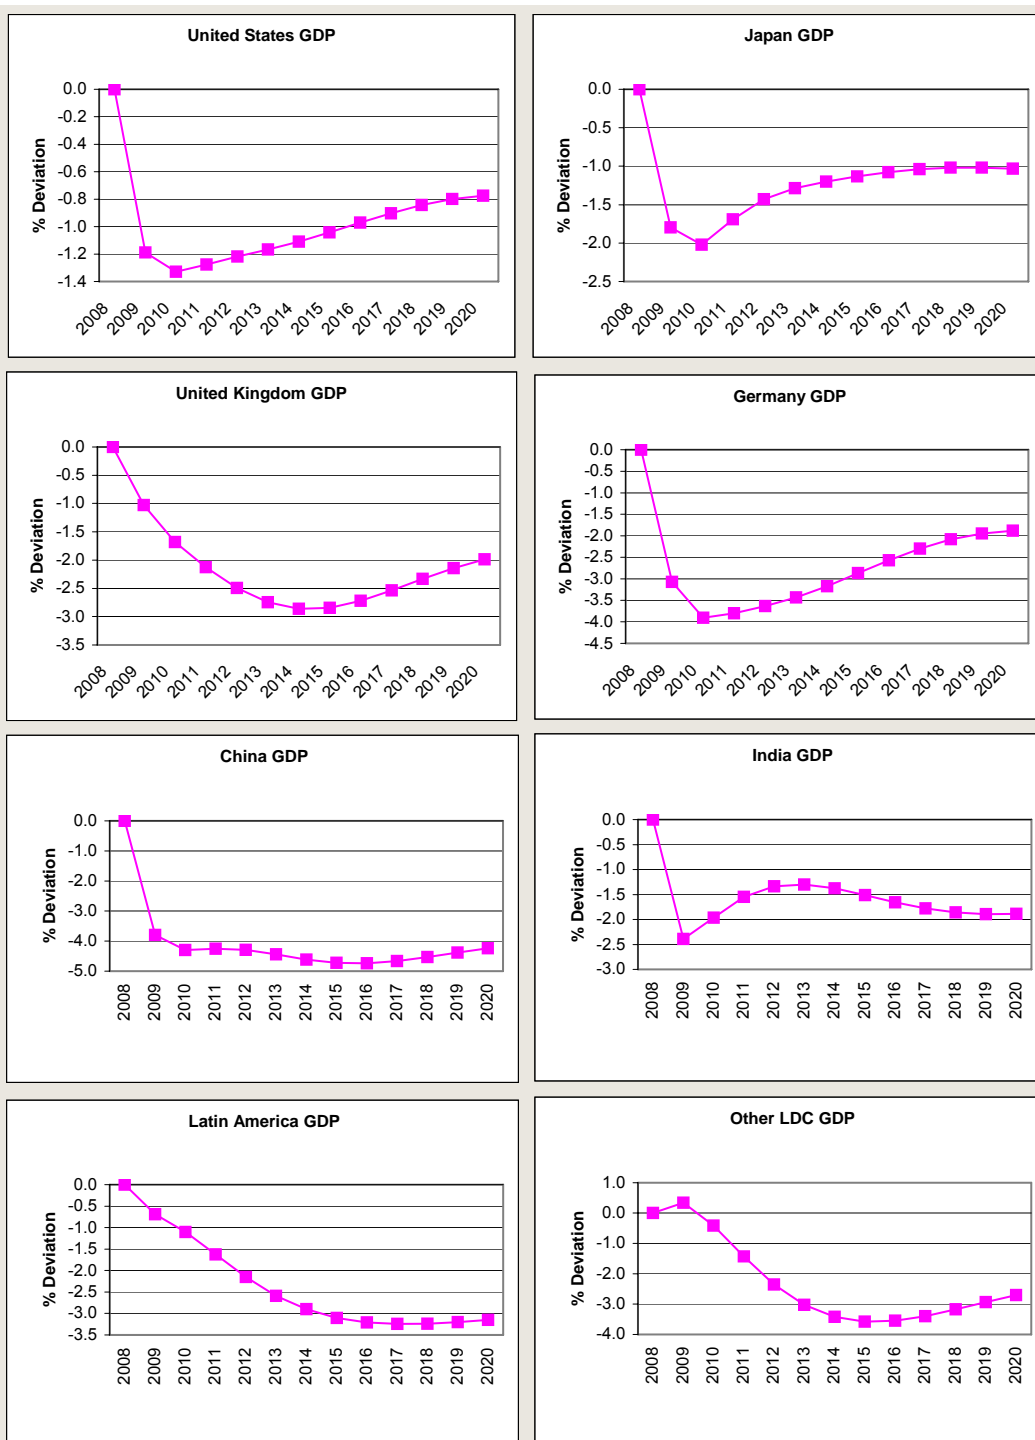 United States GDP
% Deviation
0.0
-0.2
-0.4
-0.6
-0.8
-1.0
-1.2
-1.4
2008 2009 2010 2011 2012 2013 2014 2015 2016 2017 2018 2019 2020
Japan GDP
% Deviation
0.0
-0.5
-1.0
-1.5
-2.0
-2.5
2008 2009 2010 2011 2012 2013 2014 2015 2016 2017 2018 2019 2020
United Kingdom GDP
% Deviation
0.0
-0.5
-1.0
-1.5
-2.0
-2.5
-3.0
-3.5
2008 2009 2010 2011 2012 2013 2014 2015 2016 2017 2018 2019 2020
Germany GDP
% Deviation
0.0
-0.5
-1.0
-1.5
-2.0
-2.5
-3.0
-3.5
-4.0
-4.5
2008 2009 2010 2011 2012 2013 2014 2015 2016 2017 2018 2019 2020
China GDP
% Deviation
0.0
-1.0
-2.0
-3.0
-4.0
-5.0
2008 2009 2010 2011 2012 2013 2014 2015 2016 2017 2018 2019 2020
India GDP
% Deviation
0.0
-0.5
-1.0
-1.5
-2.0
-2.5
-3.0
2008 2009 2010 2011 2012 2013 2014 2015 2016 2017 2018 2019 2020
Latin America GDP
% Deviation
0.0
-0.5
-1.0
-1.5
-2.0
-2.5
-3.0
-3.5
2008 2009 2010 2011 2012 2013 2014 2015 2016 2017 2018 2019 2020
Other LDC GDP
% Deviation
1.0
0.0
-1.0
-2.0
-3.0
-4.0
2008 2009 2010 2011 2012 2013 2014 2015 2016 2017 2018 2019 2020